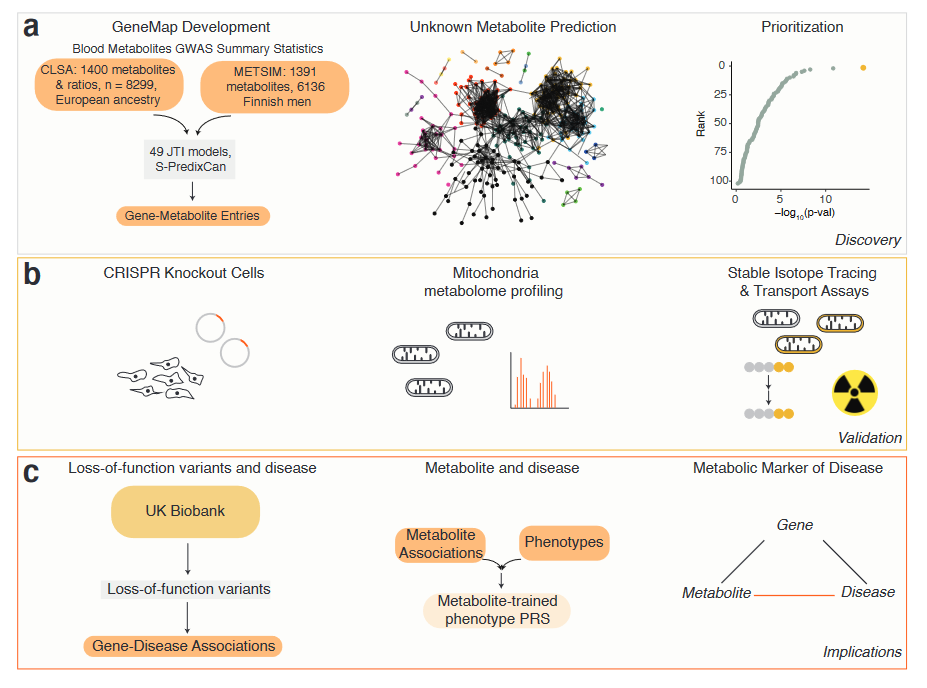 a
GeneMap Development
Blood Metabolites GWAS Summary Statistics
CLSA: 1400 metabolites
& ratios, n = 8299,
European ancestry
METSIM: 1391
metabolites, 6136
Finnish men
49 JTI models,
S-PredixCan
Gene-Metabolite Entries
Unknown Metabolite Prediction
Prioritization
0
25
50
75
100
Rank
0
5
10
−log10(p-val)
Discovery
b
CRISPR Knockout Cells
Mitochondria
metabolome profiling
Stable Isotope Tracing
& Transport Assays
Validation
c
Loss-of-function variants and disease
UK Biobank
Loss-of-function variants
Gene-Disease Associations
Metabolite and disease
Metabolite
Associations
Phenotypes
Metabolite-trained
phenotype PRS
Metabolic Marker of Disease
Gene
Metabolite
Disease
Implications